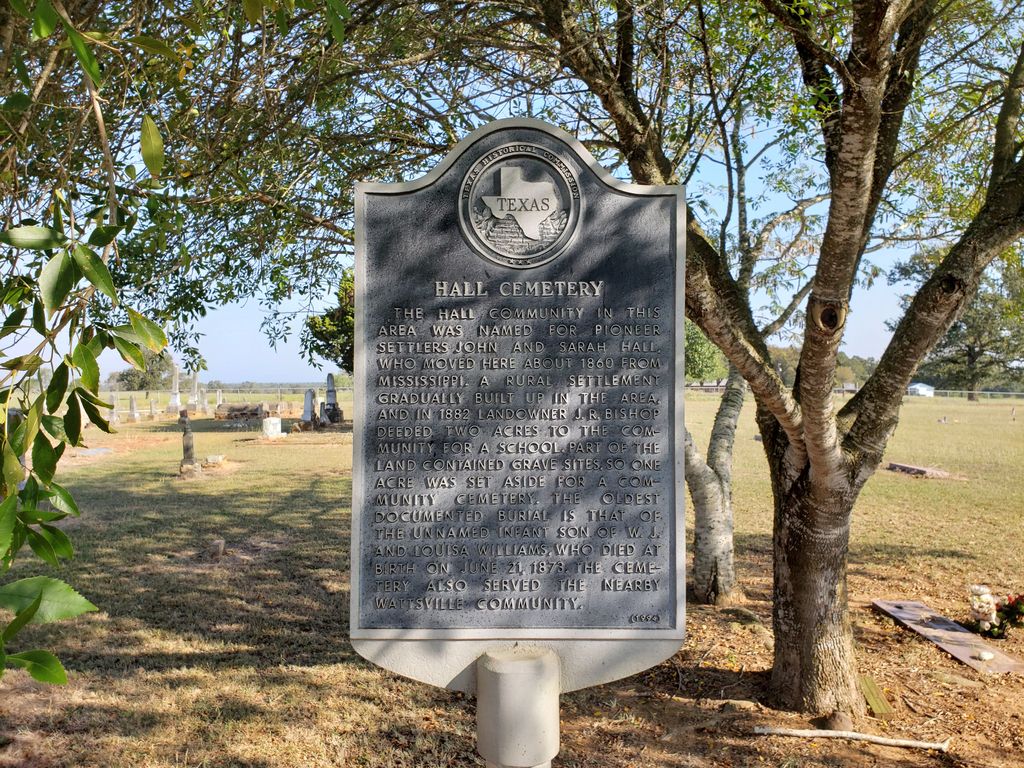 TEXAS HISTORICAL COMMISSION
TEXAS
HALL CEMETERY
THE HALL COMMUNITY IN THIS
AREA WAS NAMED FOR PIONEER
SETTLERS JOHN AND SARAH HALL,
WHO MOVED HERE ABOUT 1860 FROM
MISSISSIPPI. A RURAL SETTLEMENT
GRADUALLY BUILT UP IN THE AREA,
AND IN 1882 LANDOWNER J. R. BISHOP
DEEDED TWO ACRES TO THE COM-
MUNITY FOR A SCHOOL. PART OF THE
LAND CONTAINED GRAVE SITES, SO ONE
ACRE WAS SET ASIDE FOR A COM-
MUNITY CEMETERY. THE OLDEST
DOCUMENTED BURIAL IS THAT OF
THE UNNAMED INFANT SON OF W. J.
AND LOUISA WILLIAMS, WHO DIED AT
BIRTH ON JUNE 21, 1873. THE CEME-
TERY ALSO SERVED THE NEARBY
WATTSVILLE COMMUNITY.
(1994)